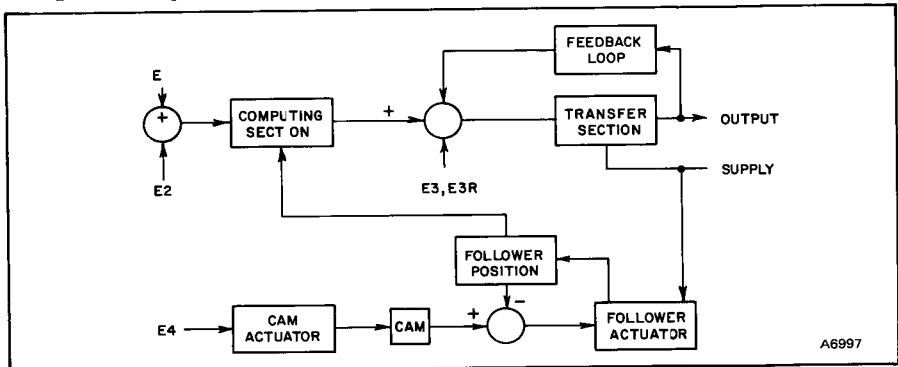 FEEDBACK
LOOP
E
+
COMPUTING
SECT ON
+
TRANSFER
SECTION
OUTPUT
E2
E3, E3R
SUPPLY
FOLLOWER
POSITION
-
+
E4
CAM
ACTUATOR
CAM
FOLLOWER
ACTUATOR
A6997